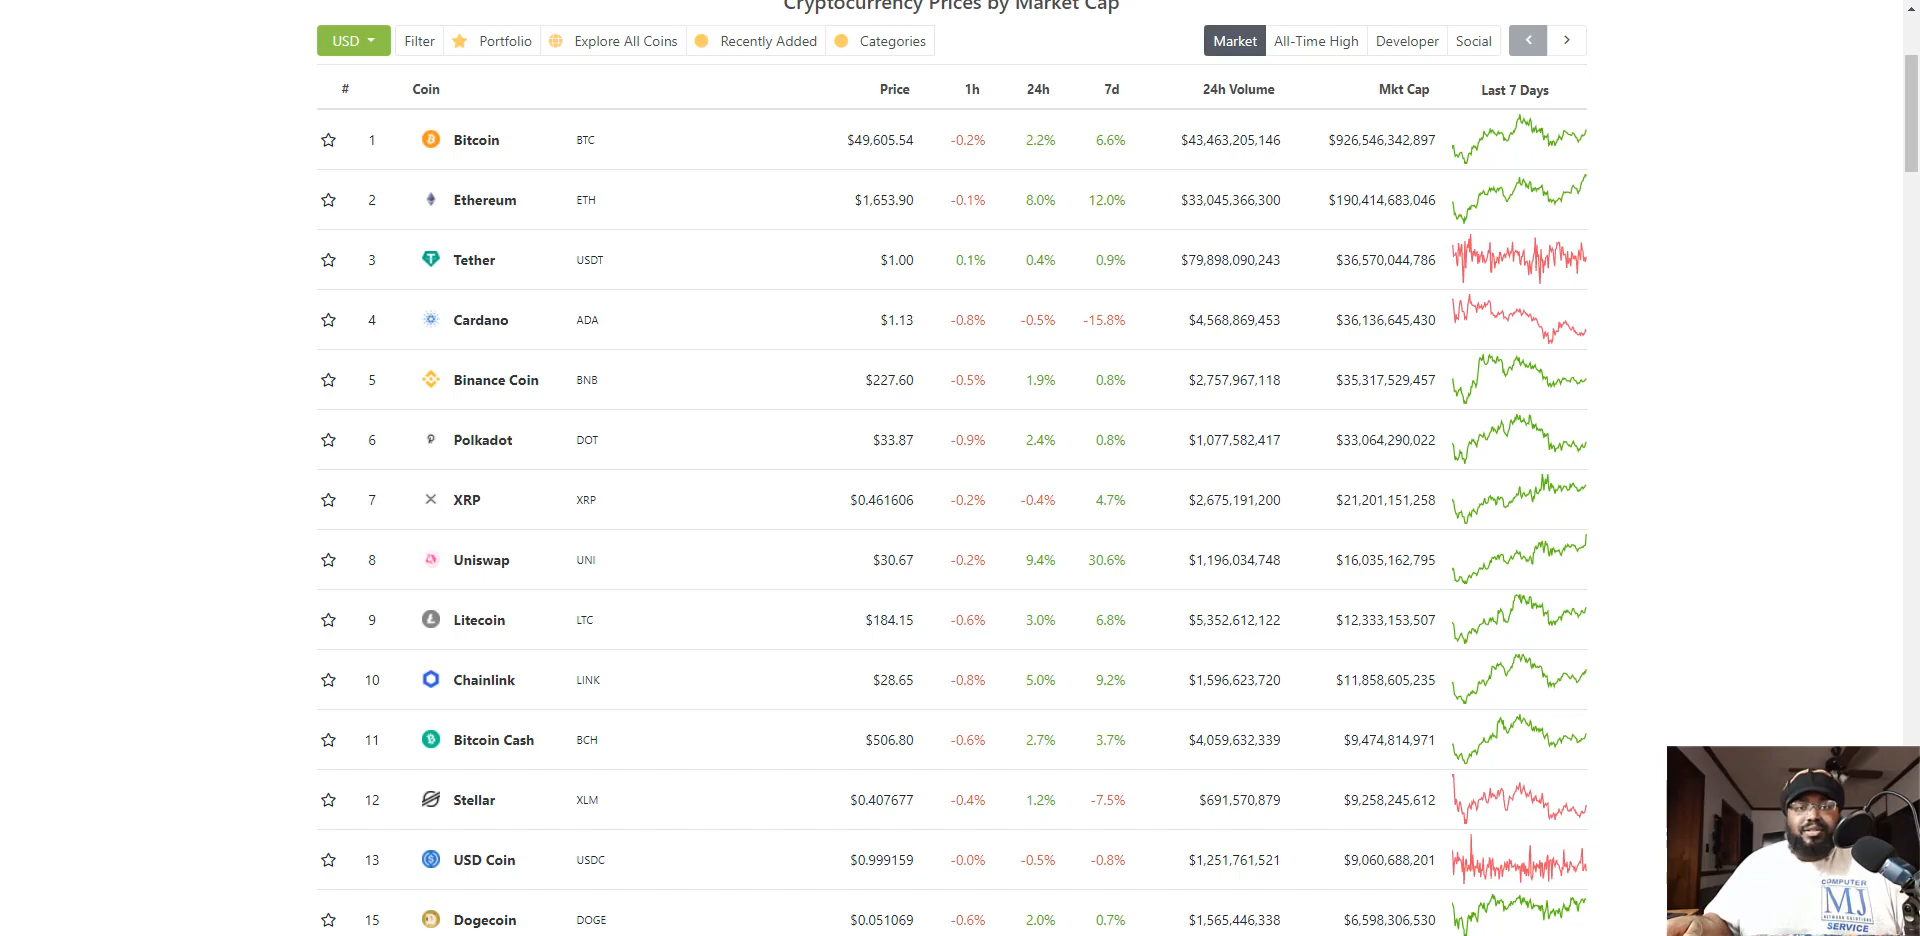 Cryptocurrency Prices by Market Cap
USD Filter Portfolio Explore All Coins Recently Added Categories Market All-Time High Developer Social
# Coin Price 1h 24h 7d 24h Volume Mkt Cap Last 7 Days
1 Bitcoin BTC $49,605.54 -0.2% 2.2% 6.6% $43,463,205,146 $926,546,342,897
2 Ethereum ETH $1,653.90 -0.1% 8.0% 12.0% $33,045,366,300 $190,414,683,046
3 Tether USDT $1.00 0.1% 0.4% 0.9% $79,898,090,243 $36,570,044,786
4 Cardano ADA $1.13 -0.8% -0.5% -15.8% $4,568,869,453 $36,136,645,430
5 Binance Coin BNB $227.60 -0.5% 1.9% 0.8% $2,757,967,118 $35,317,529,457
6 Polkadot DOT $33.87 -0.9% 2.4% 0.8% $1,077,582,417 $33,064,290,022
7 XRP XRP $0.461606 -0.2% -0.4% 4.7% $2,675,191,200 $21,201,151,258
8 Uniswap UNI $30.67 -0.2% 9.4% 30.6% $1,196,034,748 $16,035,162,795
9 Litecoin LTC $184.15 -0.6% 3.0% 6.8% $5,352,612,122 $12,333,153,507
10 Chainlink LINK $28.65 -0.8% 5.0% 9.2% $1,596,623,720 $11,858,605,235
11 Bitcoin Cash BCH $506.80 -0.6% 2.7% 3.7% $4,059,632,339 $9,474,814,971
12 Stellar XLM $0.407677 -0.4% 1.2% -7.5% $691,570,879 $9,258,245,612
13 USD Coin USDC $0.999159 -0.0% -0.5% -0.8% $1,251,761,521 $9,060,688,201
15 Dogecoin DOGE $0.051069 -0.6% 2.0% 0.7% $1,565,446,338 $6,598,306,530
COMPUTER
MJ
NETWORK SOLUTIONS
SERVICE